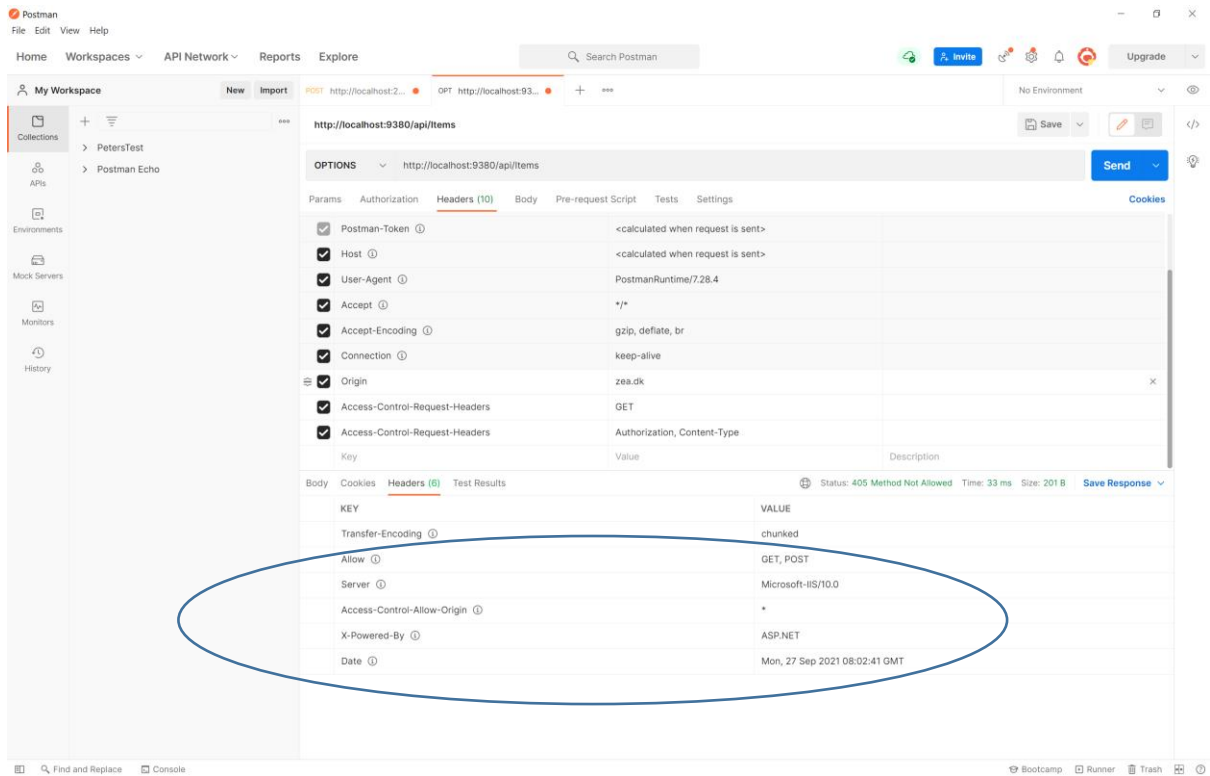 Postman
File Edit View Help
Home Workspaces API Network Reports Explore Search Postman Invite Upgrade
My Workspace New Import POST http://localhost:2... OPT http://localhost:93... + ooo No Environment
Collections
APIs
Environments
Mock Servers
Monitors
History
+ ooo
> PetersTest
> Postman Echo
http://localhost:9380/api/Items Save </>
OPTIONS http://localhost:9380/api/Items Send
Params Authorization Headers (10) Body Pre-request Script Tests Settings Cookies
Postman-Token <calculated when request is sent>
Host <calculated when request is sent>
User-Agent PostmanRuntime/7.28.4
Accept */*
Accept-Encoding gzip, deflate, br
Connection keep-alive
Origin zea.dk
Access-Control-Request-Headers GET
Access-Control-Request-Headers Authorization, Content-Type
Key Value Description
Body Cookies Headers (6) Test Results Status: 405 Method Not Allowed Time: 33 ms Size: 201 B Save Response
KEY VALUE
Transfer-Encoding chunked
Allow GET, POST
Server Microsoft-IIS/10.0
Access-Control-Allow-Origin *
X-Powered-By ASP.NET
Date Mon, 27 Sep 2021 08:02:41 GMT
Find and Replace Console Bootcamp Runner Trash